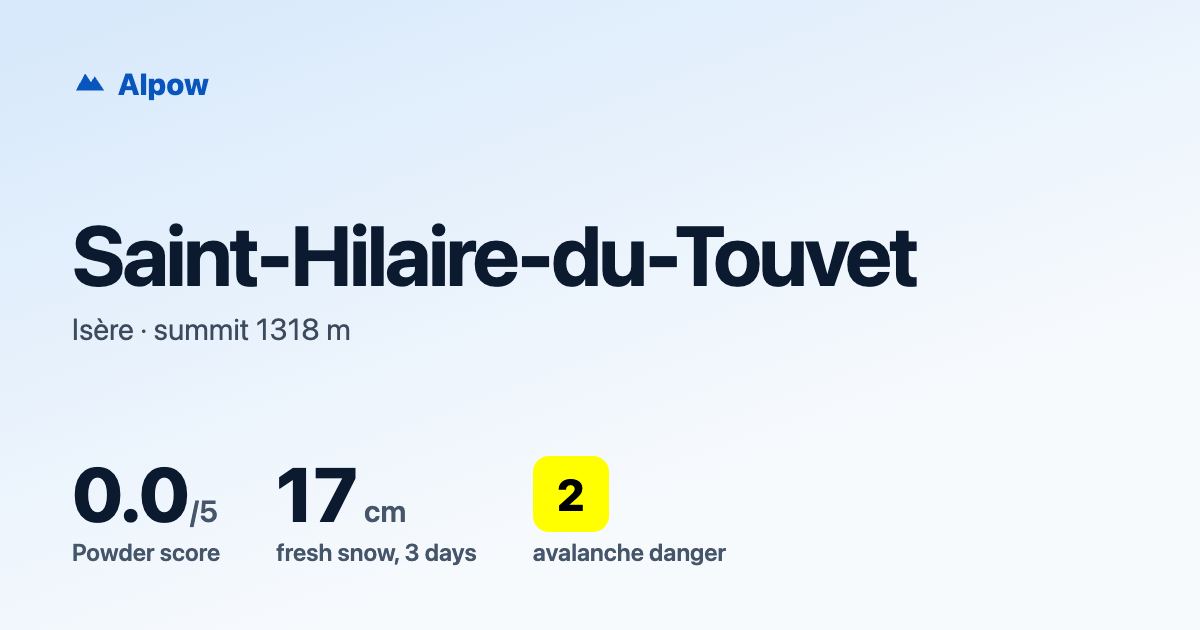 Alpow
Saint-Hilaire-du-Touvet
Isère · summit 1318 m
0.0/5
Powder score
17 cm
fresh snow, 3 days
2
avalanche danger